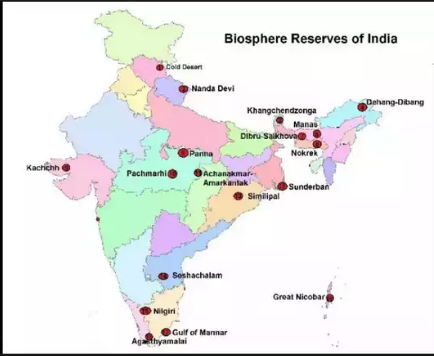 Biosphere Reserves of India
Cold Desert
Nanda Devi
Khangchendzonga
Dehang-Dibang
Manas
Dibru-Saikhova
Panna
Nokrek
Kachchh
Pachmarhi
Achanakmar-
Amarkantak
Sunderban
Similipal
Seshachalam
Great Nicobar
Nilgiri
Gulf of Mannar
Agasthyamalai